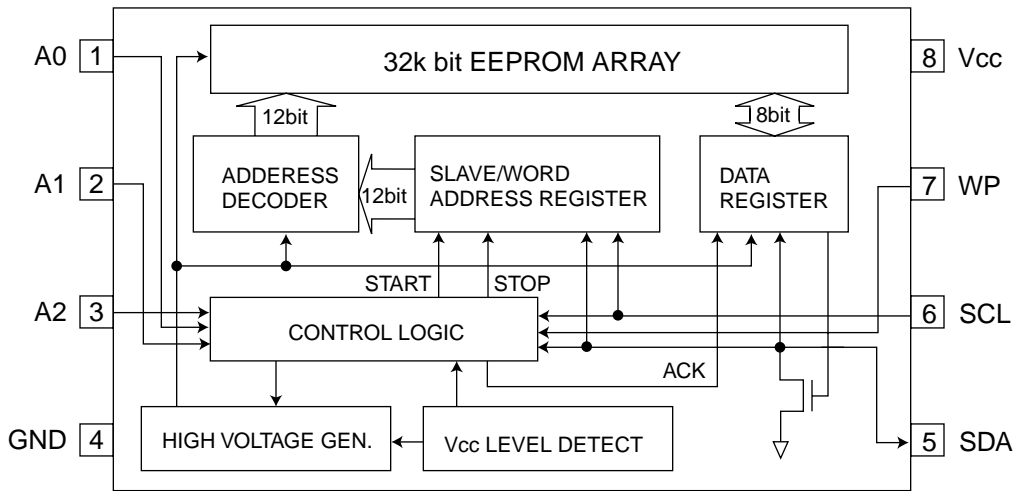 A0 1
32k bit EEPROM ARRAY
8 Vcc
12bit
8bit
A1 2
ADDERESS
DECODER
12bit
SLAVE/WORD
ADDRESS REGISTER
DATA
REGISTER
7 WP
START
STOP
A2 3
CONTROL LOGIC
6 SCL
ACK
GND 4
HIGH VOLTAGE GEN.
Vcc LEVEL DETECT
5 SDA